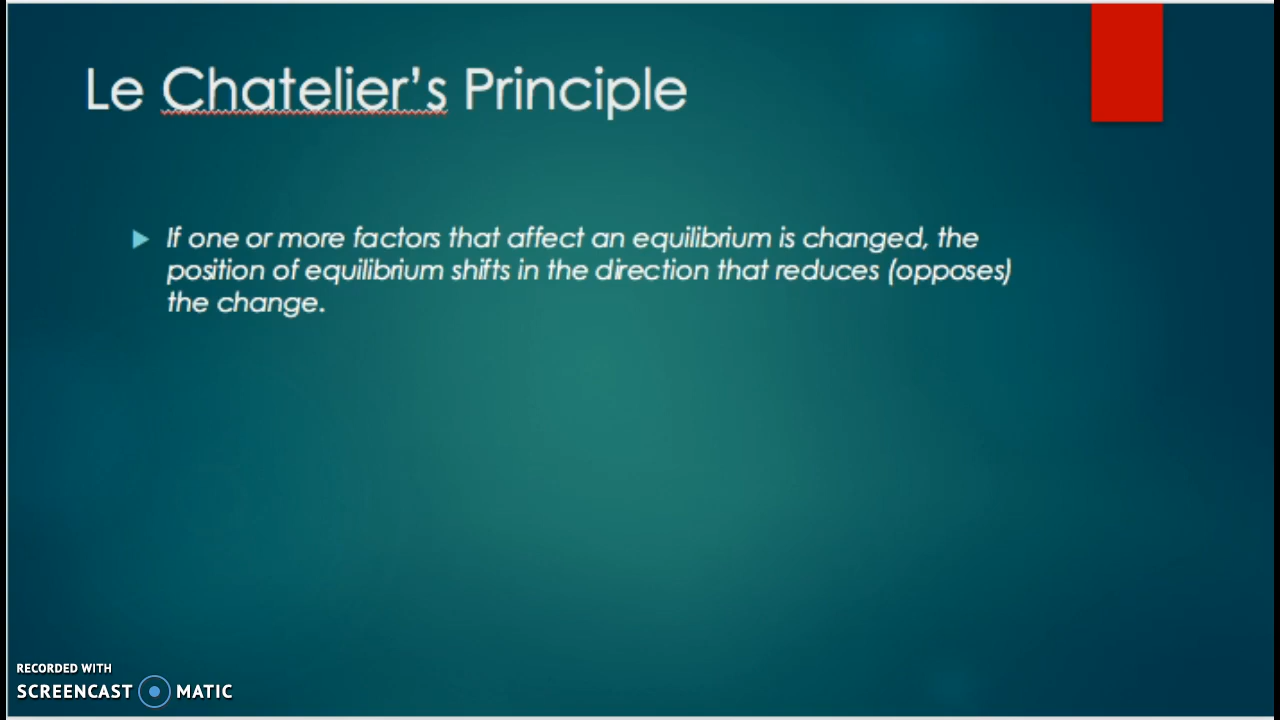 Le Chatelier’s Principle
If one or more factors that affect an equilibrium is changed, the
position of equilibrium shifts in the direction that reduces (opposes)
the change.
RECORDED WITH
SCREENCAST MATIC